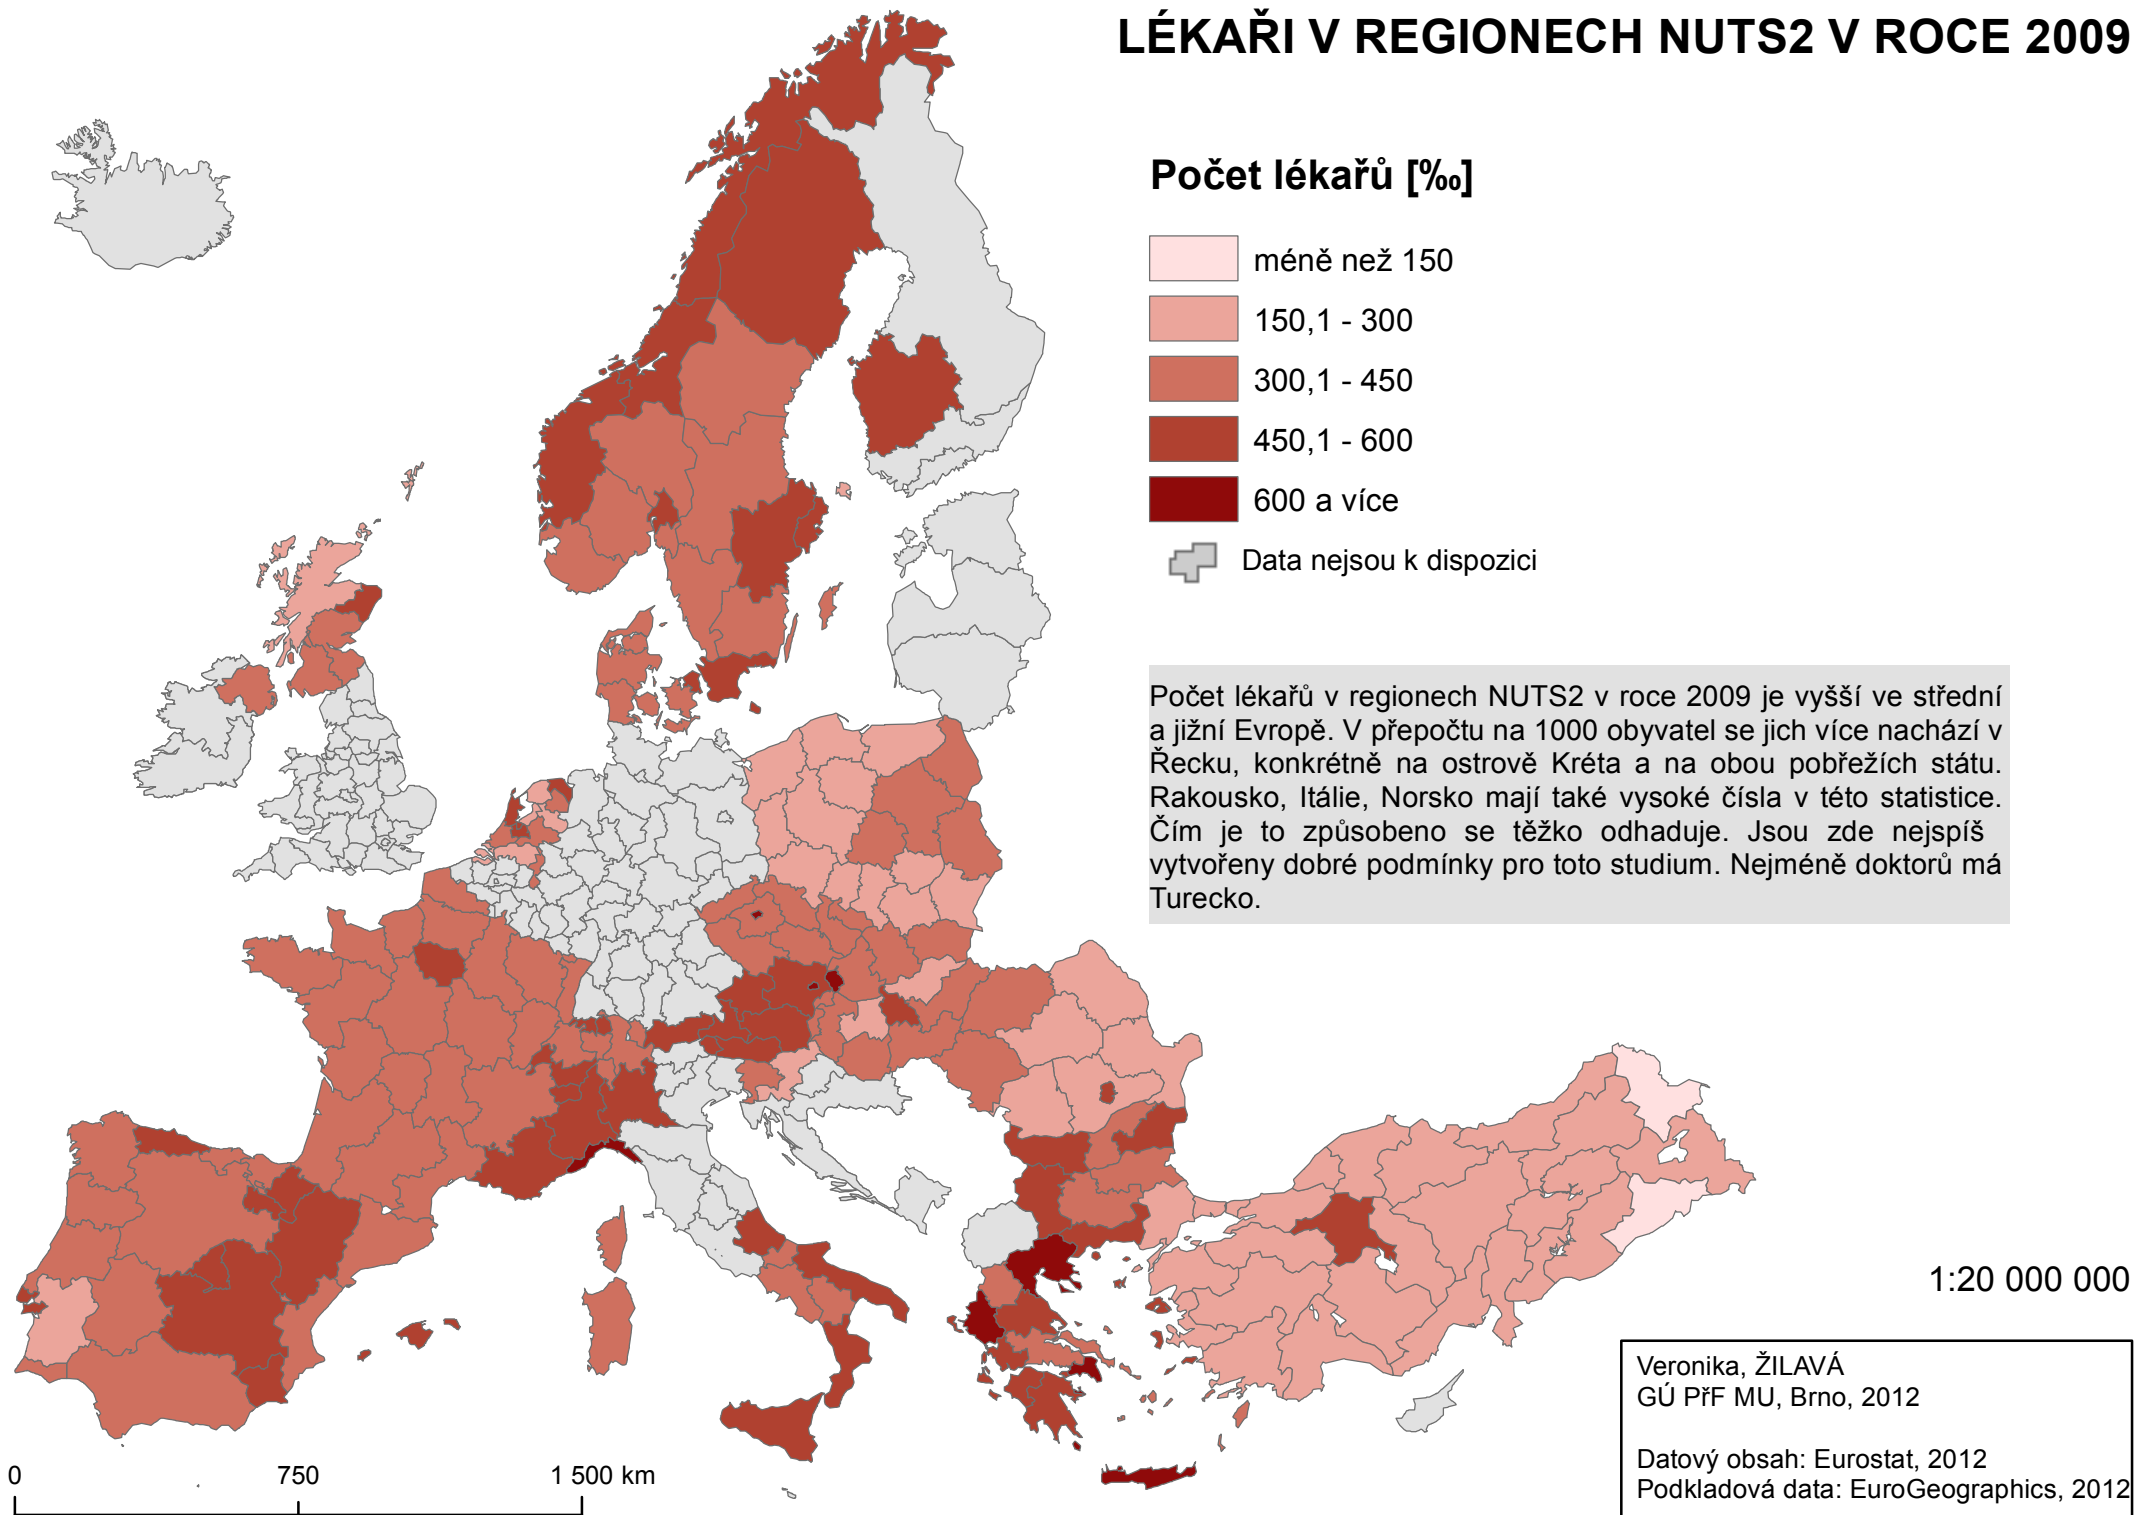 LÉKAŘI V REGIONECH NUTS2 V ROCE 2009
Počet lékařů [‰]
méně než 150
150,1 - 300
300,1 - 450
450,1 - 600
600 a více
Data nejsou k dispozici
Počet lékařů v regionech NUTS2 v roce 2009 je vyšší ve střední
a jižní Evropě. V přepočtu na 1000 obyvatel se jich více nachází v
Řecku, konkrétně na ostrově Kréta a na obou pobřežích státu.
Rakousko, Itálie, Norsko mají také vysoké čísla v této statistice.
Čím je to způsobeno se těžko odhaduje. Jsou zde nejspíš
vytvořeny dobré podmínky pro toto studium. Nejméně doktorů má
Turecko.
1:20 000 000
Veronika, ŽILAVÁ
GÚ PřF MU, Brno, 2012
Datový obsah: Eurostat, 2012
Podkladová data: EuroGeographics, 2012
0 750 1 500 km